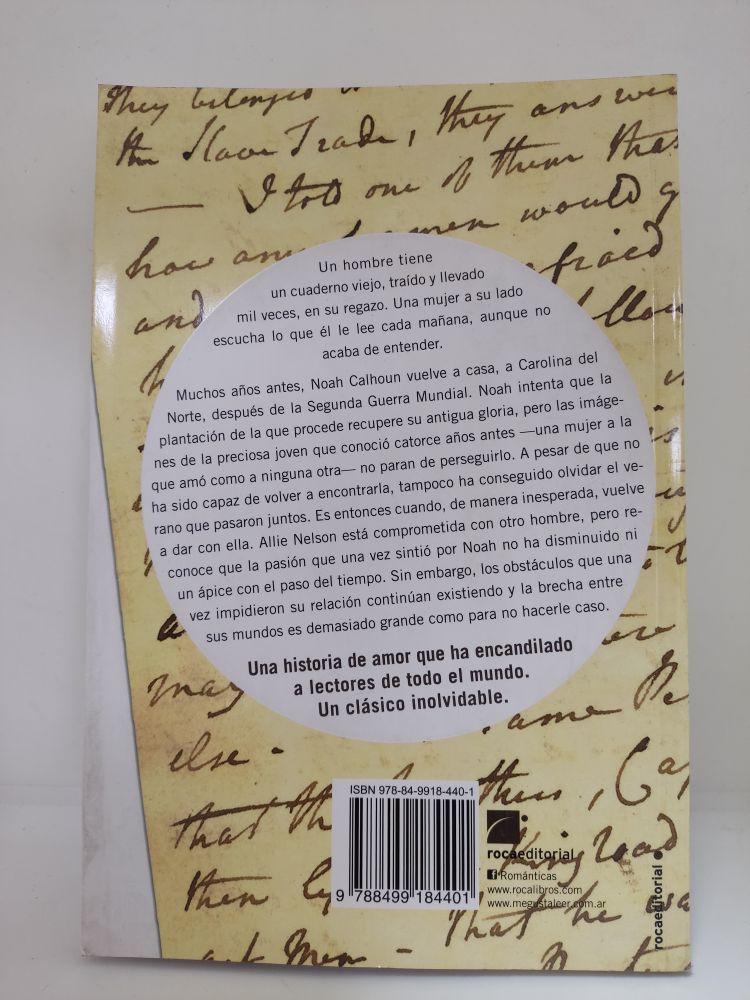 They belonged
the Slave Trade, they answer
— I told one of them that
how any men would
and afraid
Un hombre tiene
un cuaderno viejo, traído y llevado
mil veces, en su regazo. Una mujer a su lado
escucha lo que él le lee cada mañana, aunque no
acaba de entender.
Muchos años antes, Noah Calhoun vuelve a casa, a Carolina del
Norte, después de la Segunda Guerra Mundial. Noah intenta que la
plantación de la que procede recupere su antigua gloria, pero las imáge-
nes de la preciosa joven que conoció catorce años antes —una mujer a la
que amó como a ninguna otra— no paran de perseguirlo. A pesar de que no
ha sido capaz de volver a encontrarla, tampoco ha conseguido olvidar el ve-
rano que pasaron juntos. Es entonces cuando, de manera inesperada, vuelve
a dar con ella. Allie Nelson está comprometida con otro hombre, pero re-
conoce que la pasión que una vez sintió por Noah no ha disminuido ni
un ápice con el paso del tiempo. Sin embargo, los obstáculos que una
vez impidieron su relación continúan existiendo y la brecha entre
sus mundos es demasiado grande como para no hacerle caso.
Una historia de amor que ha encandilado
a lectores de todo el mundo.
Un clásico inolvidable.
may
else -
that
then
- That he
ISBN 978-84-9918-440-1
9 788499 184401
rocaeditorial
Románticas
www.rocalibros.com
www.megustaleer.com.ar
rocaeditorial